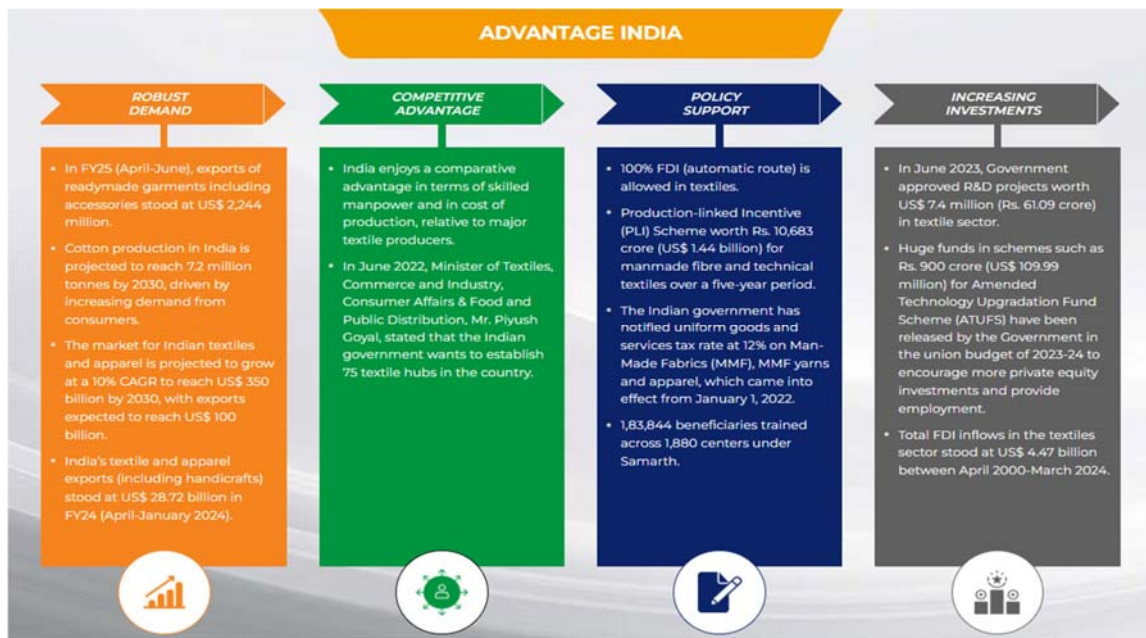 ADVANTAGE INDIA
ROBUST
DEMAND
• In FY25 (April-June), exports of
readymade garments including
accessories stood at US$ 2,244
million.
• Cotton production in India is
projected to reach 7.2 million
tonnes by 2030, driven by
increasing demand from
consumers.
• The market for Indian textiles
and apparel is projected to grow
at a 10% CAGR to reach US$ 350
billion by 2030, with exports
expected to reach US$ 100
billion.
• India's textile and apparel
exports (including handicrafts)
stood at US$ 28.72 billion in
FY24 (April-January 2024).
COMPETITIVE
ADVANTAGE
• India enjoys a comparative
advantage in terms of skilled
manpower and in cost of
production, relative to major
textile producers.
• In June 2022, Minister of Textiles,
Commerce and Industry,
Consumer Affairs & Food and
Public Distribution, Mr. Piyush
Goyal, stated that the Indian
government wants to establish
75 textile hubs in the country.
POLICY
SUPPORT
• 100% FDI (automatic route) is
allowed in textiles.
• Production-linked Incentive
(PLI) Scheme worth Rs. 10,683
crore (US$ 1.44 billion) for
manmade fibre and technical
textiles over a five-year period.
• The Indian government has
notified uniform goods and
services tax rate at 12% on Man-
Made Fabrics (MMF), MMF yarns
and apparel, which came into
effect from January 1, 2022.
• 1,83,844 beneficiaries trained
across 1,880 centers under
Samarth.
INCREASING
INVESTMENTS
• In June 2023, Government
approved R&D projects worth
US$ 7.4 million (Rs. 61.09 crore)
in textile sector.
• Huge funds in schemes such as
Rs. 900 crore (US$ 109.99
million) for Amended
Technology Upgradation Fund
Scheme (ATUFS) have been
released by the Government in
the union budget of 2023-24 to
encourage more private equity
investments and provide
employment.
• Total FDI inflows in the textiles
sector stood at US$ 4.47 billion
between April 2000-March 2024.